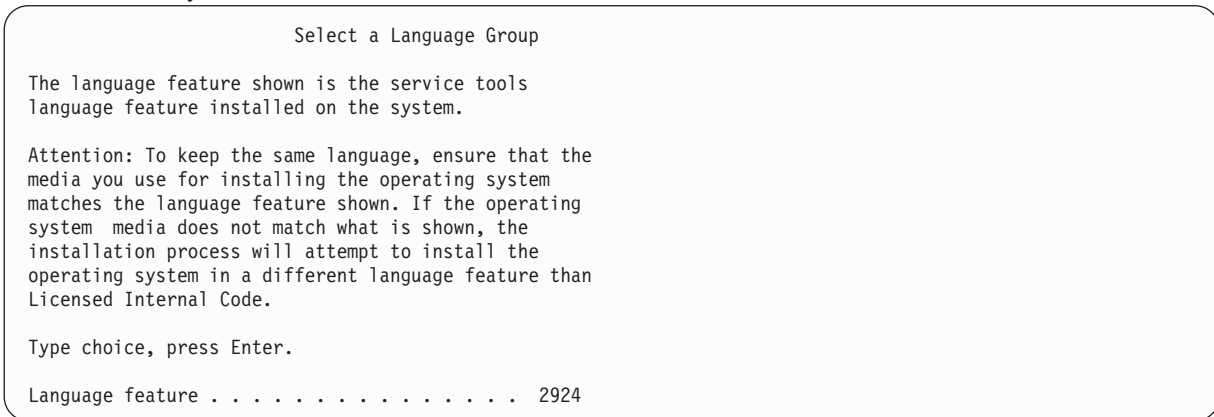 Select a Language Group
The language feature shown is the service tools
language feature installed on the system.
Attention: To keep the same language, ensure that the
media you use for installing the operating system
matches the language feature shown. If the operating
system  media does not match what is shown, the
installation process will attempt to install the
operating system in a different language feature than
Licensed Internal Code.
Type choice, press Enter.
Language feature . . . . . . . . . . . . . . . 2924